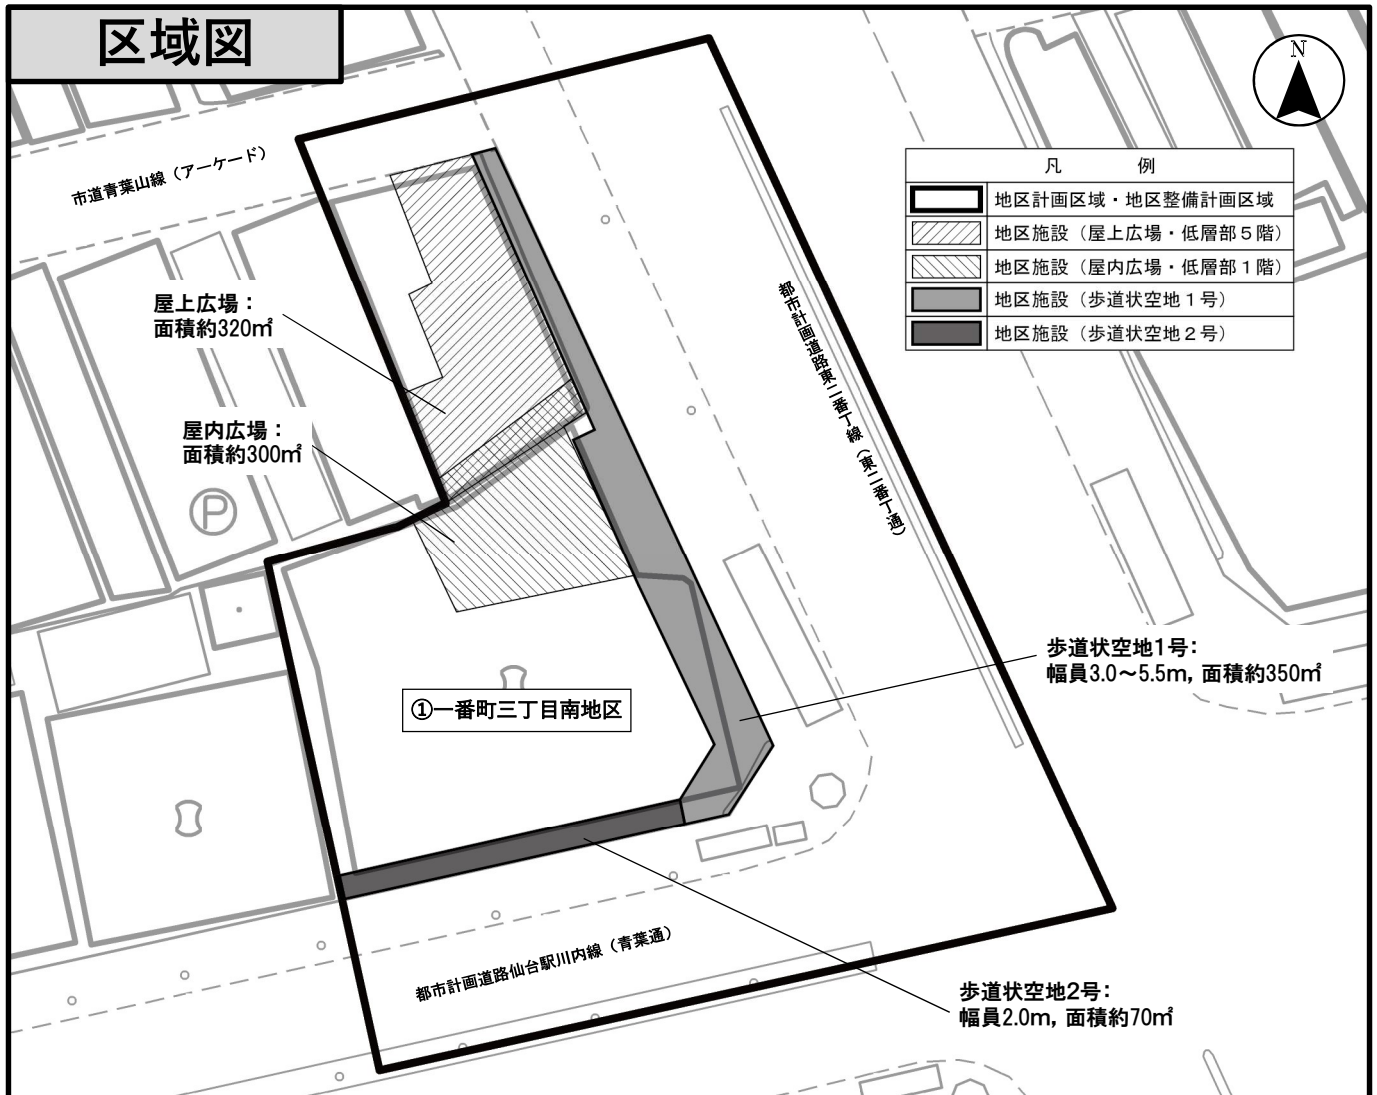 区域図
N
市道青葉山線（アーケード）
凡　例
地区計画区域・地区整備計画区域
地区施設（屋上広場・低層部５階）
地区施設（屋内広場・低層部１階）
地区施設（歩道状空地１号）
地区施設（歩道状空地２号）
屋上広場：
面積約320㎡
都市計画道路東二番丁線（東二番丁通）
屋内広場：
面積約300㎡
P
歩道状空地1号：
幅員3.0～5.5m, 面積約350㎡
①一番町三丁目南地区
都市計画道路仙台駅川内線（青葉通）
歩道状空地2号：
幅員2.0m, 面積約70㎡